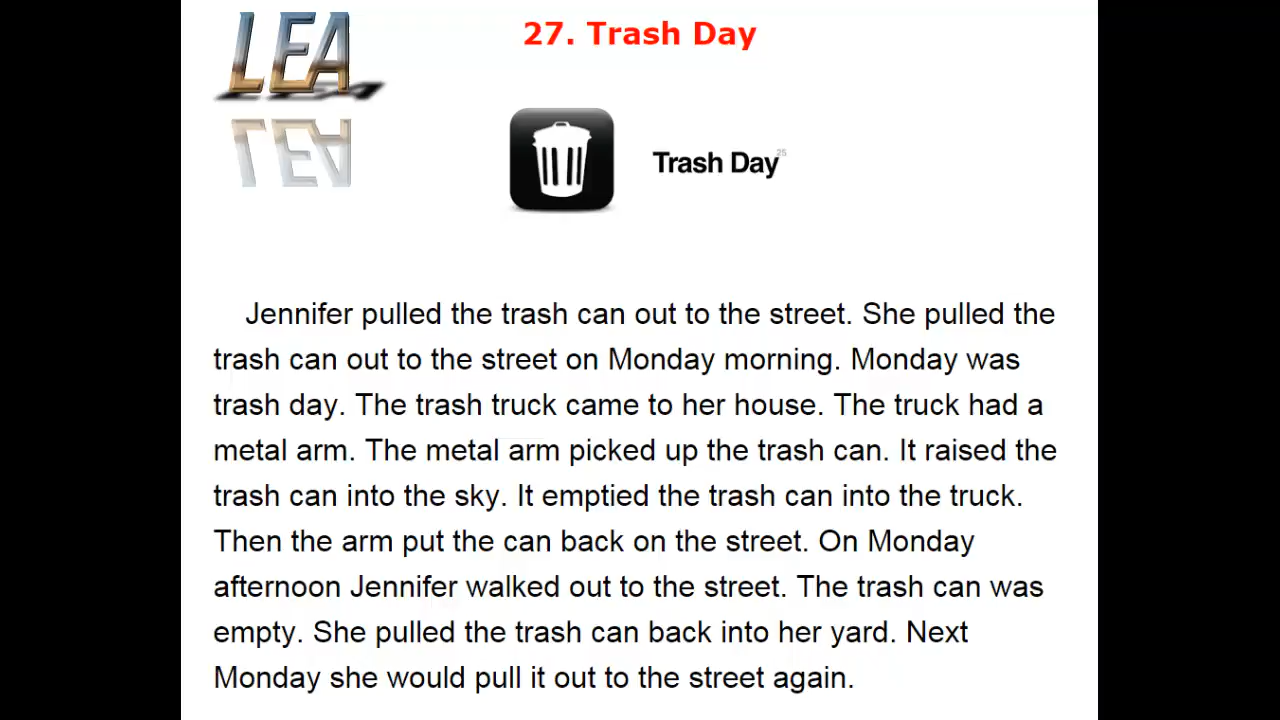 LEA
27. Trash Day
Trash Day25
Jennifer pulled the trash can out to the street. She pulled the
trash can out to the street on Monday morning. Monday was
trash day. The trash truck came to her house. The truck had a
metal arm. The metal arm picked up the trash can. It raised the
trash can into the sky. It emptied the trash can into the truck.
Then the arm put the can back on the street. On Monday
afternoon Jennifer walked out to the street. The trash can was
empty. She pulled the trash can back into her yard. Next
Monday she would pull it out to the street again.